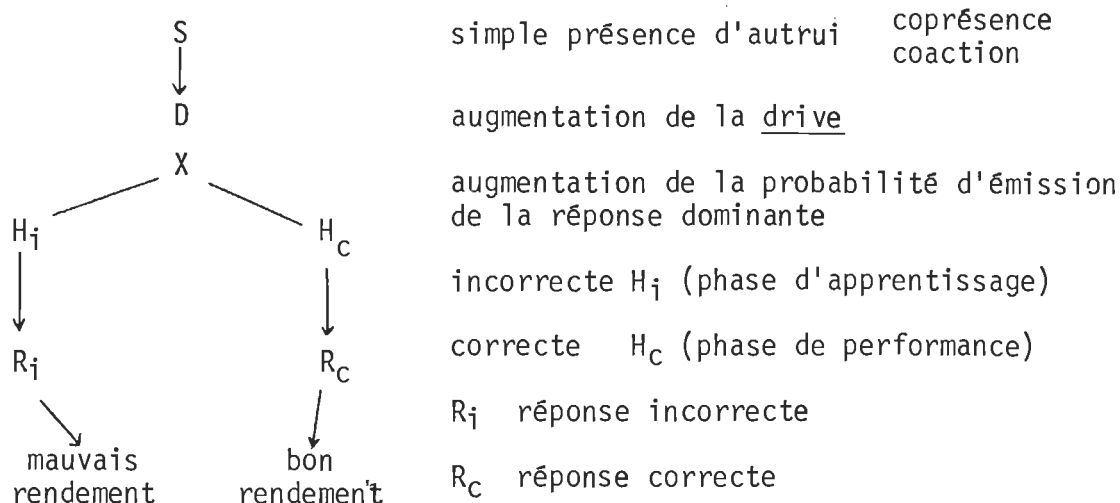 S simple présence d'autrui coprésence
coaction
D augmentation de la drive
X augmentation de la probabilité d'émission
de la réponse dominante
Hi Hc
incorrecte Hi (phase d'apprentissage)
correcte Hc (phase de performance)
Ri Rc
Ri réponse incorrecte
mauvais bon
rendement rendement
Rc réponse correcte